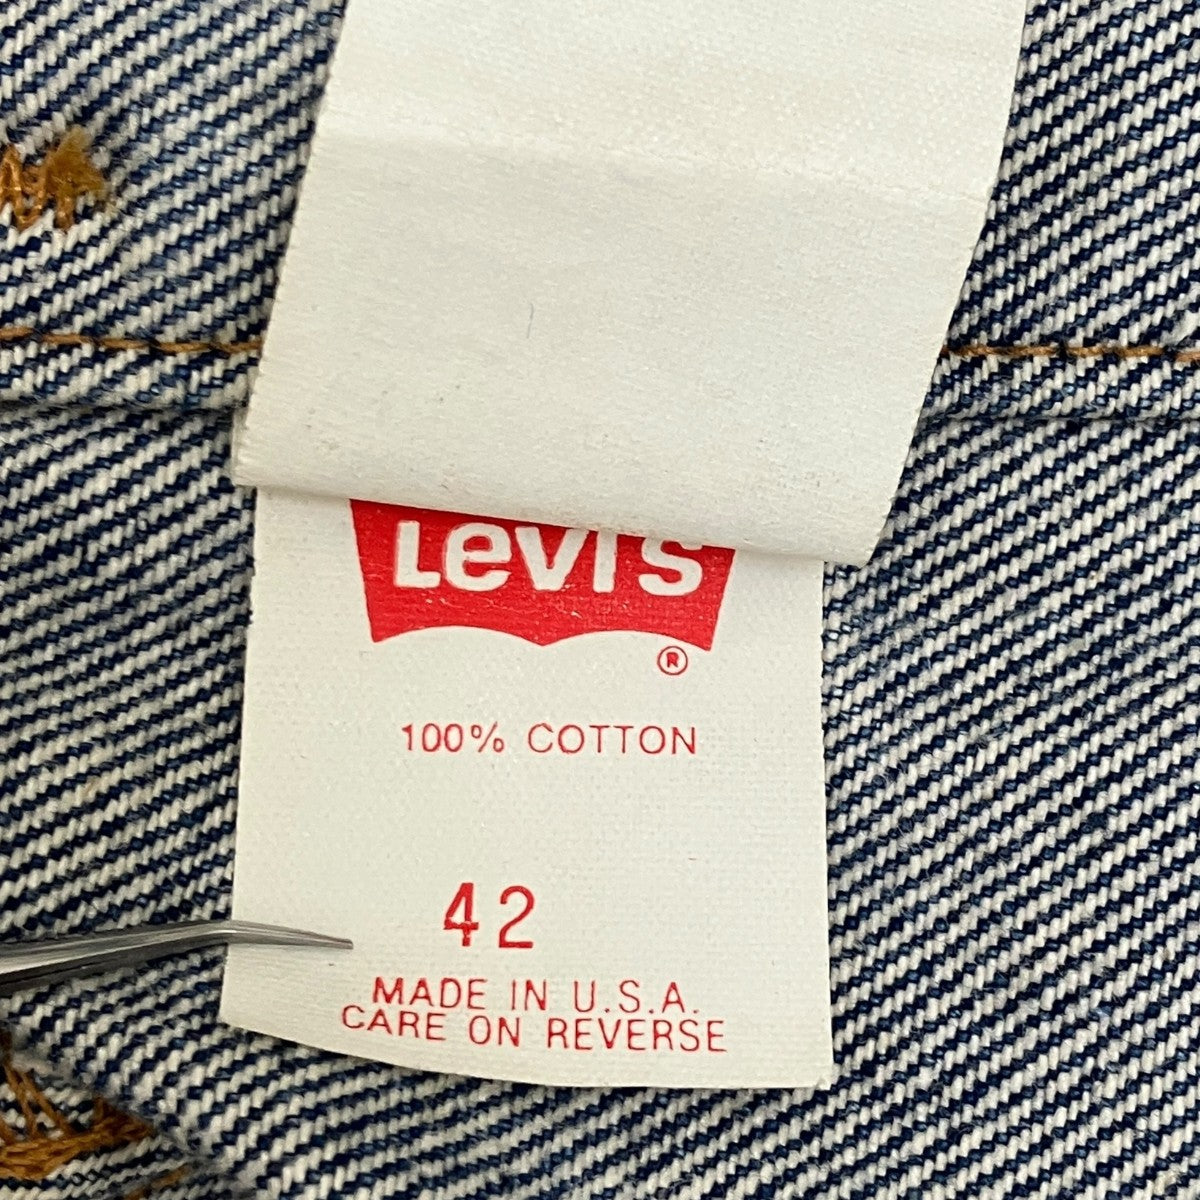 Levi's
®
100% COTTON
42
MADE IN U.S.A.
CARE ON REVERSE